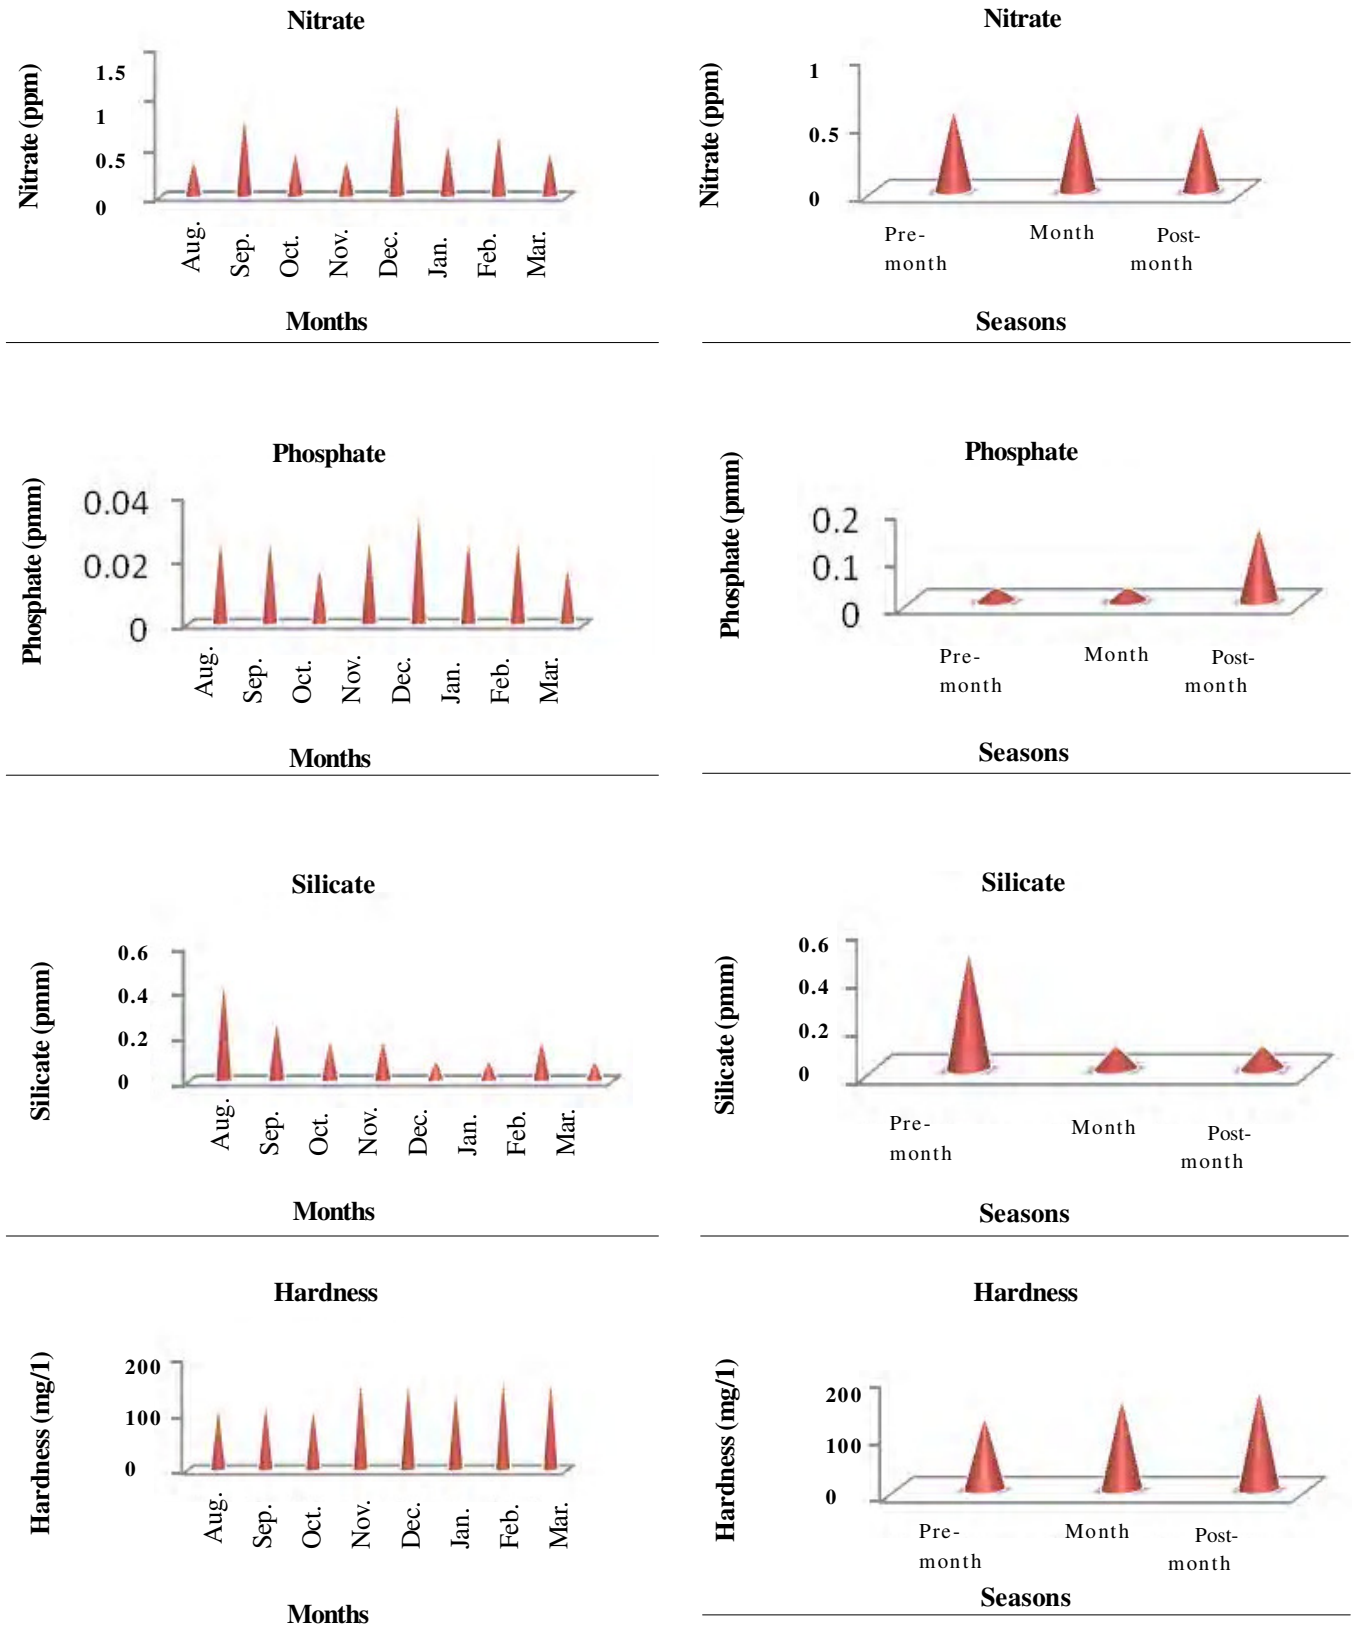 Nitrate
Nitrate (ppm)
1.5
1
0.5
0
Aug.
Sep.
Oct.
Nov.
Dec.
Jan.
Feb.
Mar.
Months
Nitrate
Nitrate (ppm)
1
0.5
0
Pre-
month
Month
Post-
month
Seasons
Phosphate
Phosphate (pmm)
0.04
0.02
0
Aug.
Sep.
Oct.
Nov.
Dec.
Jan.
Feb.
Mar.
Months
Phosphate
Phosphate (pmm)
0.2
0.1
0
Pre-
month
Month
Post-
month
Seasons
Silicate
Silicate (pmm)
0.6
0.4
0.2
0
Aug.
Sep.
Oct.
Nov.
Dec.
Jan.
Feb.
Mar.
Months
Silicate
Silicate (pmm)
0.6
0.4
0.2
0
Pre-
month
Month
Post-
month
Seasons
Hardness
Hardness (mg/1)
200
100
0
Aug.
Sep.
Oct.
Nov.
Dec.
Jan.
Feb.
Mar.
Months
Hardness
Hardness (mg/1)
200
100
0
Pre-
month
Month
Post-
month
Seasons